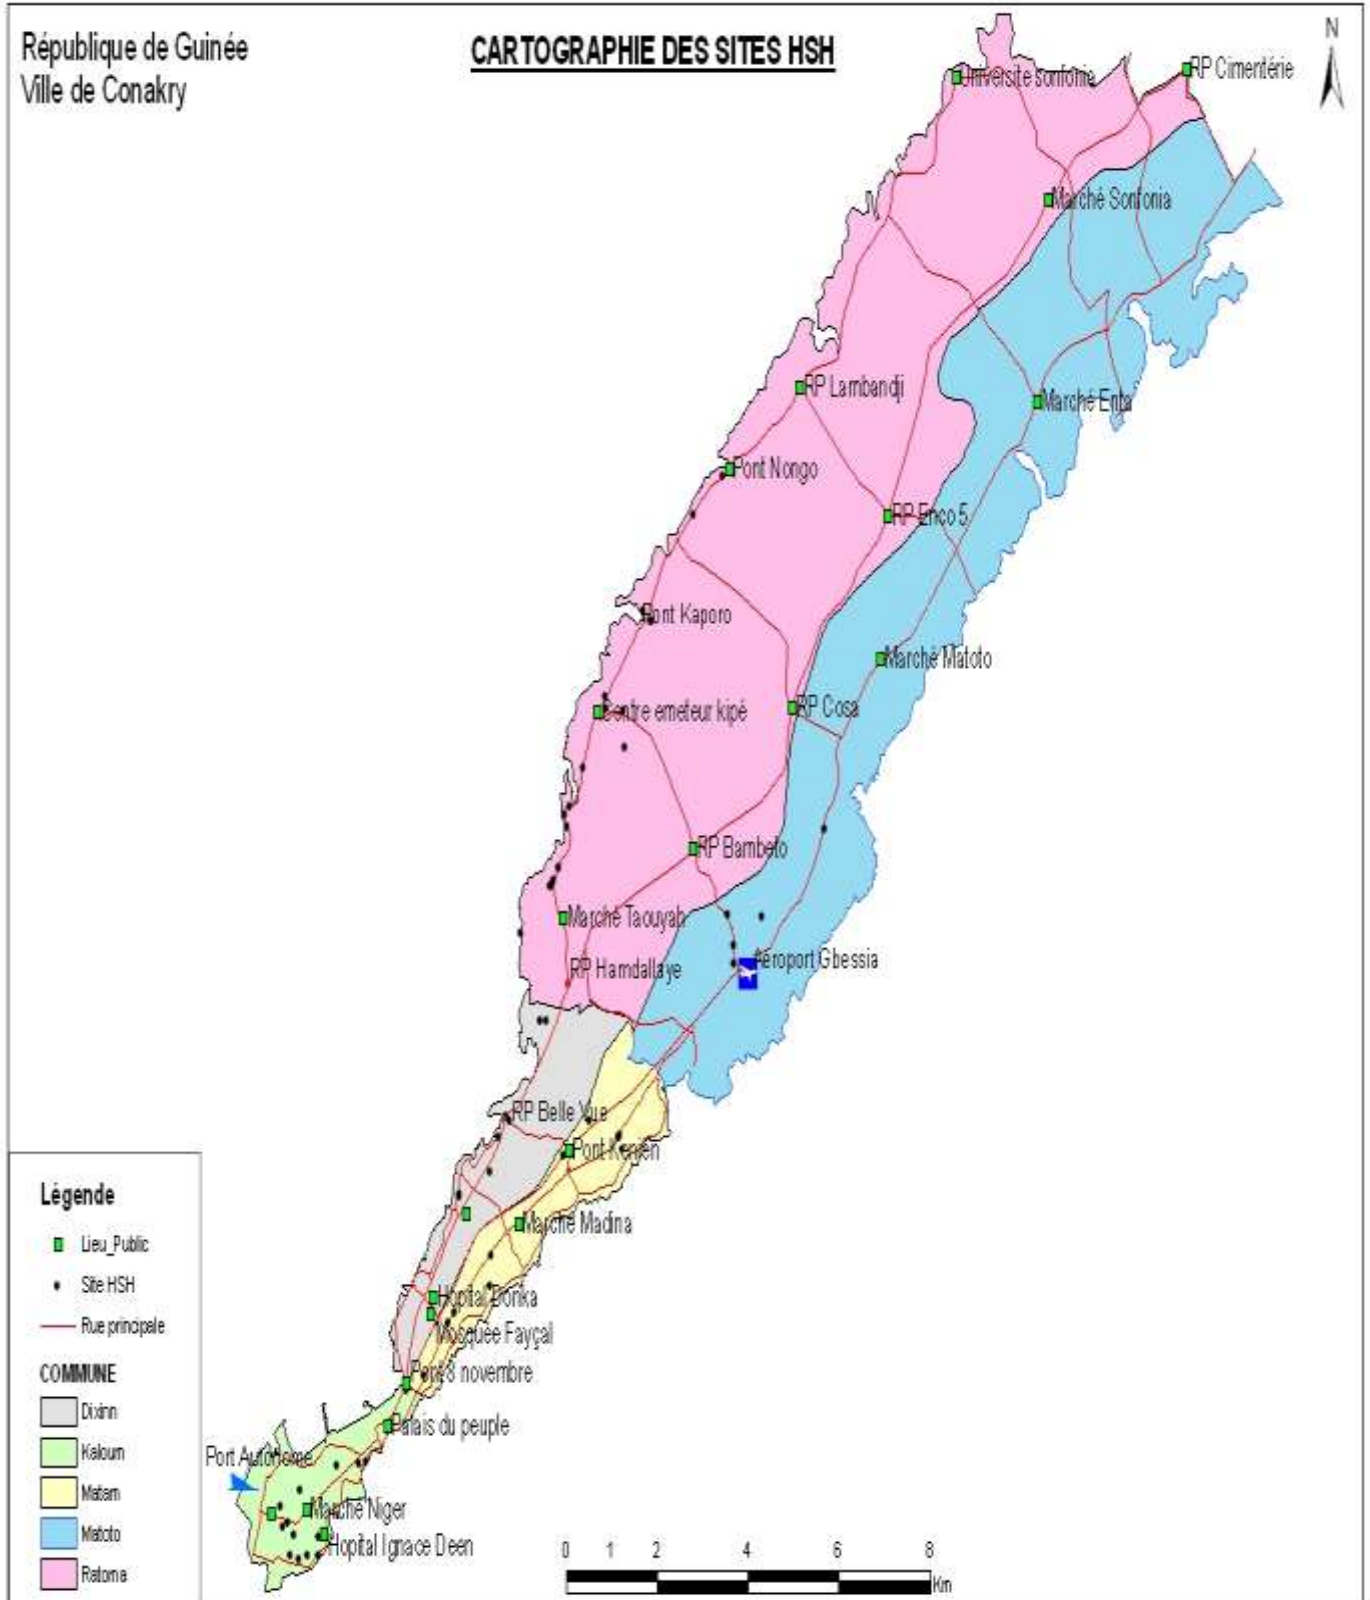 République de Guinée
Ville de Conakry
CARTOGRAPHIE DES SITES HSH
N
Universite sonfonia
RP Cimentérie
Marché Sonfonia
RP Lambandji
Marché Enta
Pont Nongo
RP Enco 5
Pont Kaporo
Marché Matoto
Centre emeteur kipé
RP Cosa
RP Bambeto
Marché Taouyah
Aéroport Gbessia
RP Hamdallaye
RP Belle Vue
Pont Kenien
Marché Madina
Hopital Donka
Mosquée Fayçal
Pont 8 novembre
Palais du peuple
Port Autonome
Marché Niger
Hopital Ignace Deen
Légende
Lieu_Public
Site HSH
Rue principale
COMMUNE
Dixinn
Kaloum
Matam
Matoto
Ratoma
0 1 2 4 6 8
Km